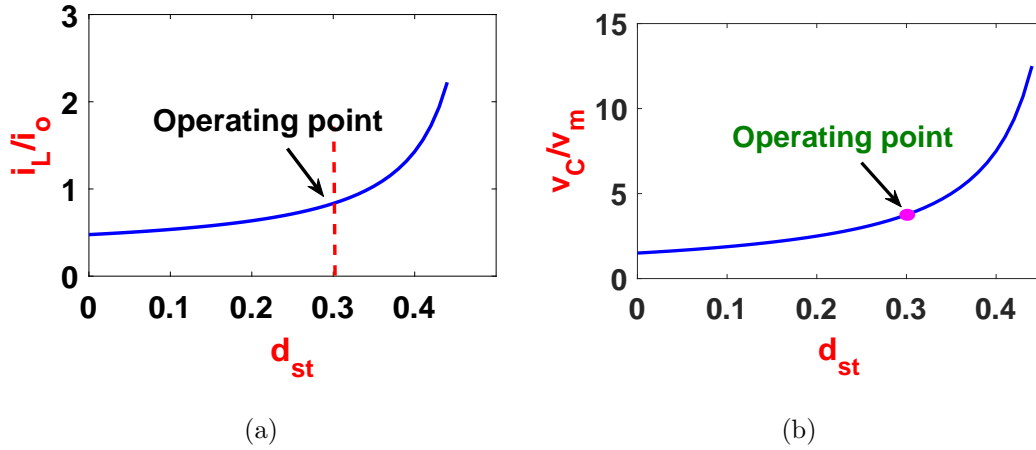 3
2
1
0
i_L/i_o
Operating point
0 0.1 0.2 0.3 0.4
d_st
(a)
15
10
5
0
v_C/v_m
Operating point
0 0.1 0.2 0.3 0.4
d_st
(b)